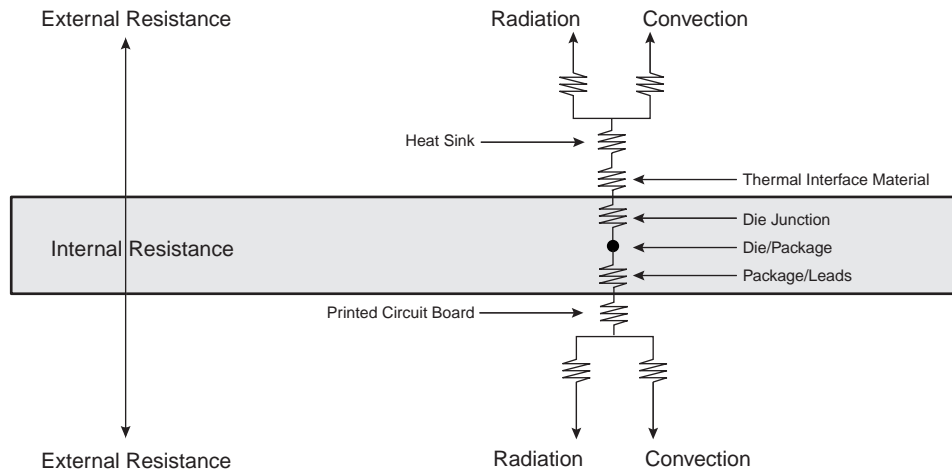 External Resistance
Radiation
Convection
Heat Sink
Thermal Interface Material
Die Junction
Internal Resistance
Die/Package
Package/Leads
Printed Circuit Board
Radiation
Convection
External Resistance